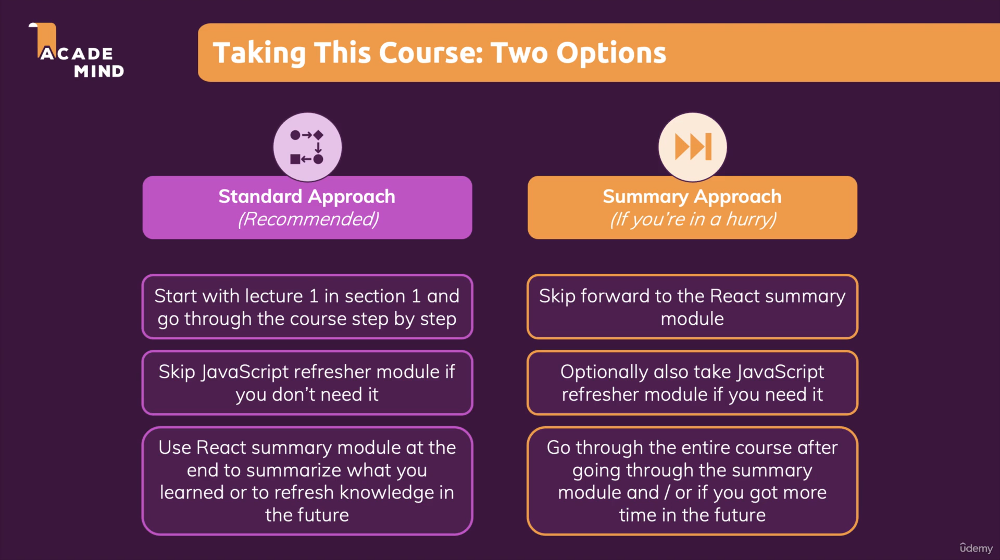 ACADE
MIND
Taking This Course: Two Options
Standard Approach
(Recommended)
Start with lecture 1 in section 1 and
go through the course step by step
Skip JavaScript refresher module if
you don’t need it
Use React summary module at the
end to summarize what you
learned or to refresh knowledge in
the future
Summary Approach
(If you’re in a hurry)
Skip forward to the React summary
module
Optionally also take JavaScript
refresher module if you need it
Go through the entire course after
going through the summary
module and / or if you got more
time in the future
ûdemy